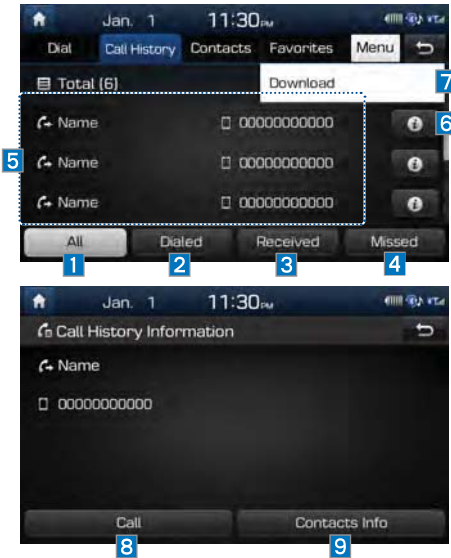 Jan. 1 11:30PM
Dial Call History Contacts Favorites Menu
Total (6) Download 7
Name 00000000000 6
5 Name 00000000000
Name 00000000000
All Dialed Received Missed
1 2 3 4
Jan. 1 11:30PM
Call History Information
Name
00000000000
Call Contacts Info
8 9